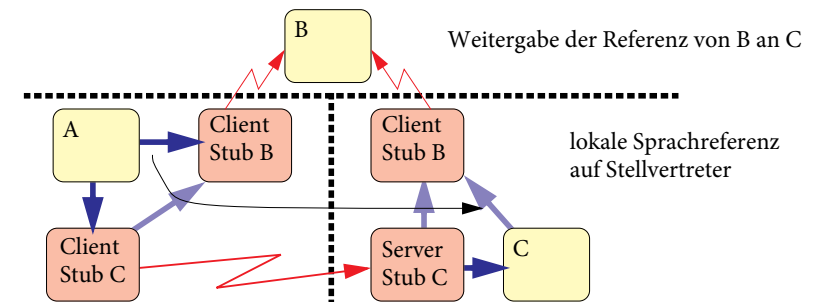 B
Weitergabe der Referenz von B an C
A
Client
Stub B
Client
Stub B
lokale Sprachreferenz
auf Stellvertreter
Client
Stub C
Server
Stub C
C